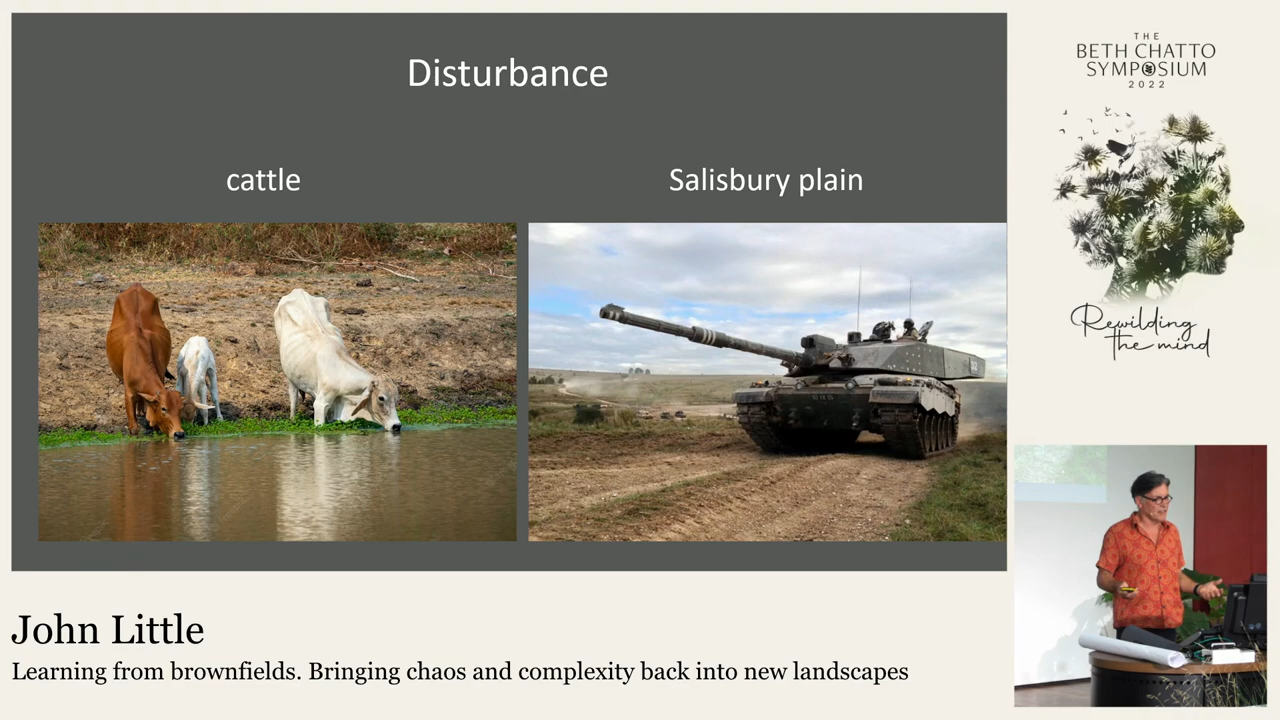 Disturbance
cattle
Salisbury plain
THE
BETH CHATTO
SYMPOSIUM
2022
Rewilding
the mind
John Little
Learning from brownfields. Bringing chaos and complexity back into new landscapes